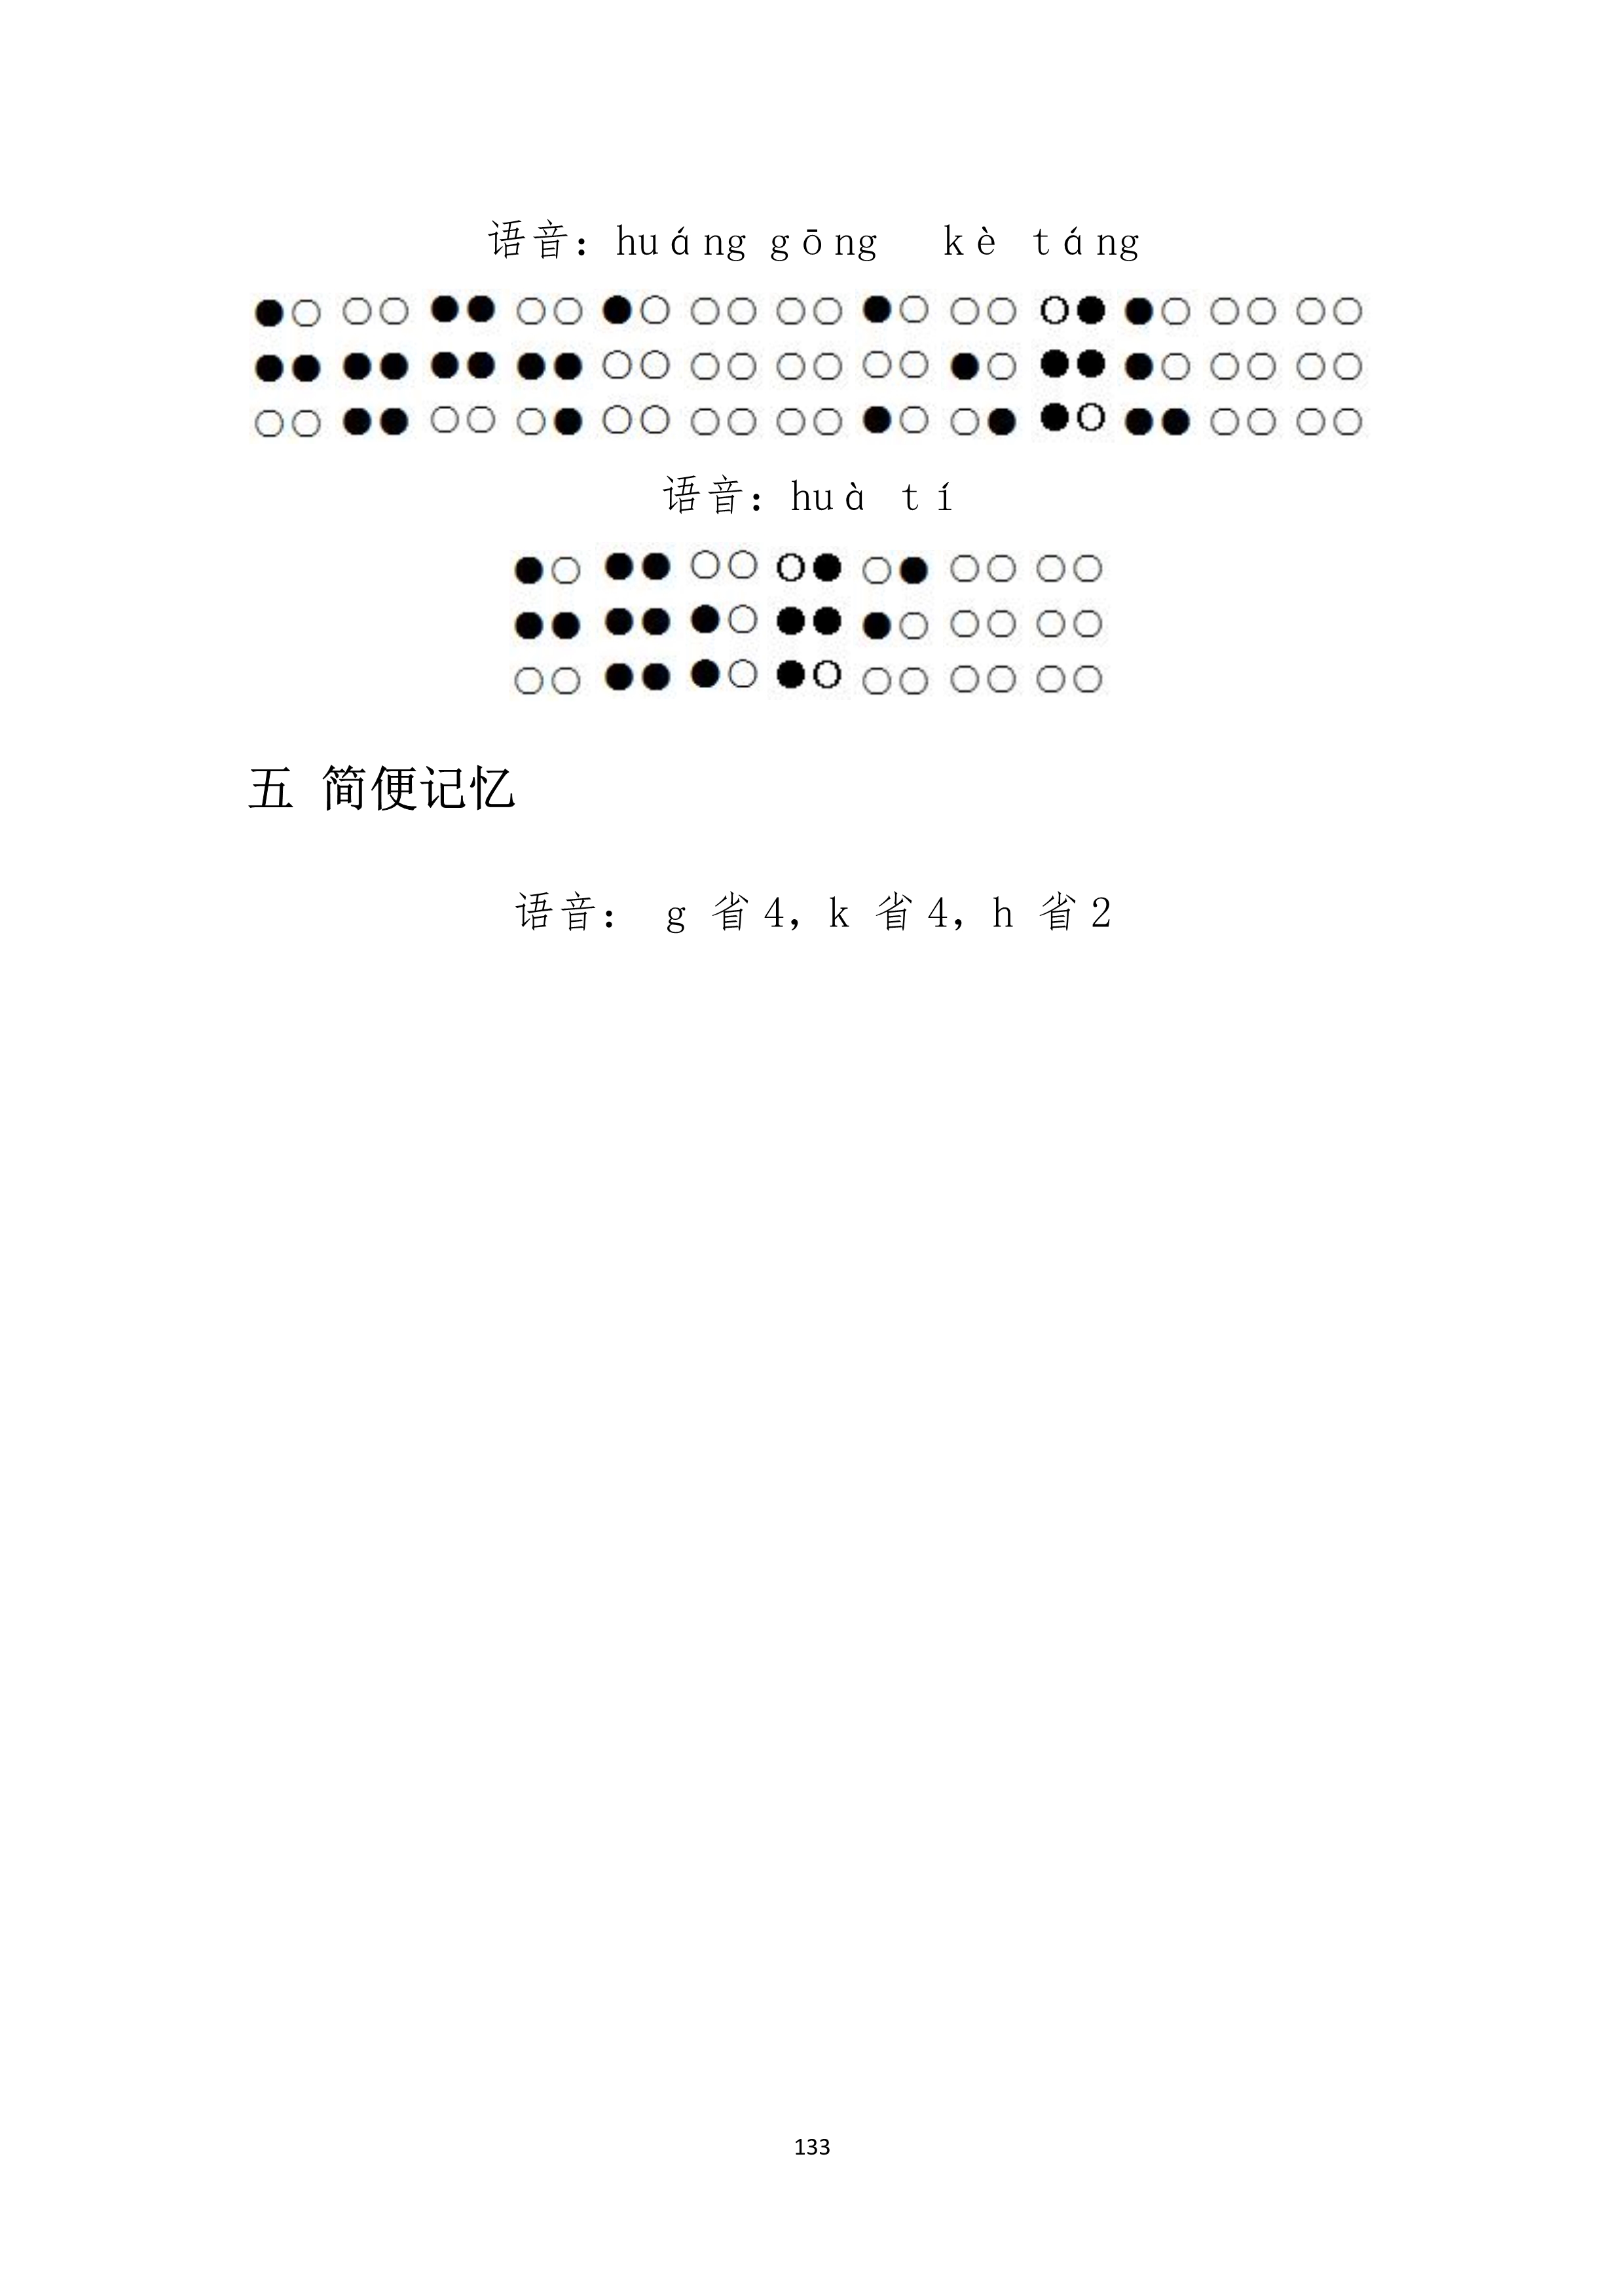 语音：huáng gōng kè táng
●○ ○○ ●● ○○ ●○ ○○ ○○ ●○ ○○ ○● ●○ ○○ ○○
●● ●● ●● ●● ○○ ○○ ○○ ○○ ●○ ●● ●○ ○○ ○○
○○ ●● ○○ ○● ○○ ○○ ○○ ●○ ○● ●○ ●● ○○ ○○
语音：huà tí
●○ ●● ○○ ○● ○● ○○ ○○
●● ●● ●○ ●● ●○ ○○ ○○
○○ ●● ●○ ●○ ○○ ○○ ○○
五 简便记忆
语音： g 省 4，k 省 4，h 省 2
133